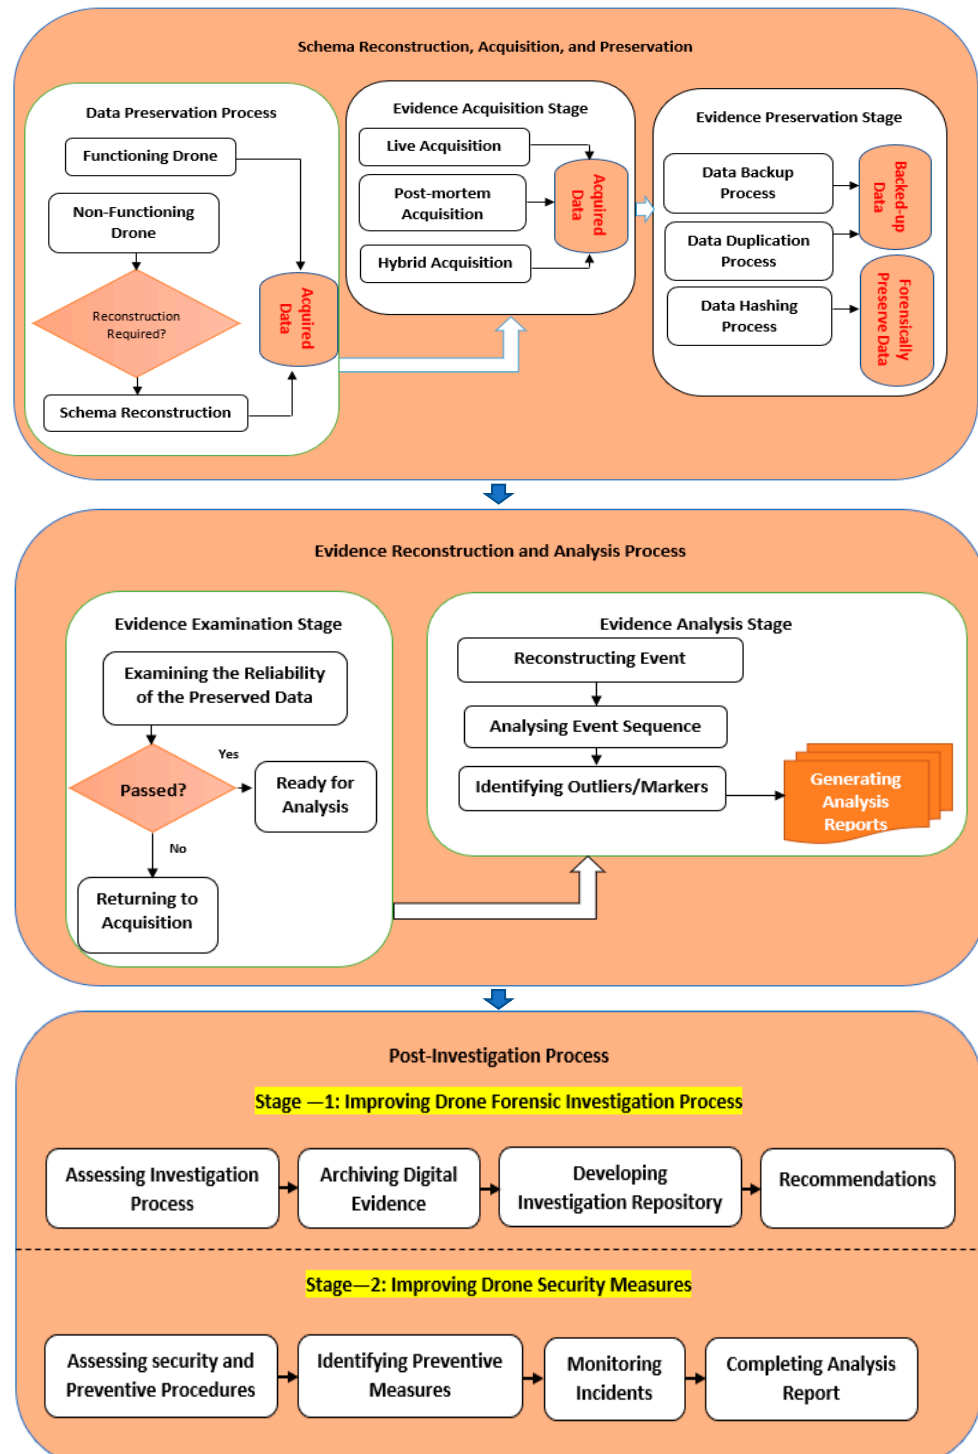 Schema Reconstruction, Acquisition, and Preservation
Data Preservation Process
Functioning Drone
Non-Functioning
Drone
Reconstruction
Required?
Schema Reconstruction
Acquired
Data
Evidence Acquisition Stage
Live Acquisition
Post-mortem
Acquisition
Hybrid Acquisition
Acquired
Data
Evidence Preservation Stage
Data Backup
Process
Data Duplication
Process
Data Hashing
Process
Backed-up
Data
Forensically
Preserve Data
Evidence Reconstruction and Analysis Process
Evidence Examination Stage
Examining the Reliability
of the Preserved Data
Passed?
Yes
Ready for
Analysis
No
Returning to
Acquisition
Evidence Analysis Stage
Reconstructing Event
Analysing Event Sequence
Identifying Outliers/Markers
Generating
Analysis
Reports
Post-Investigation Process
Stage —1: Improving Drone Forensic Investigation Process
Assessing Investigation
Process
Archiving Digital
Evidence
Developing
Investigation Repository
Recommendations
Stage—2: Improving Drone Security Measures
Assessing security and
Preventive Procedures
Identifying Preventive
Measures
Monitoring
Incidents
Completing Analysis
Report